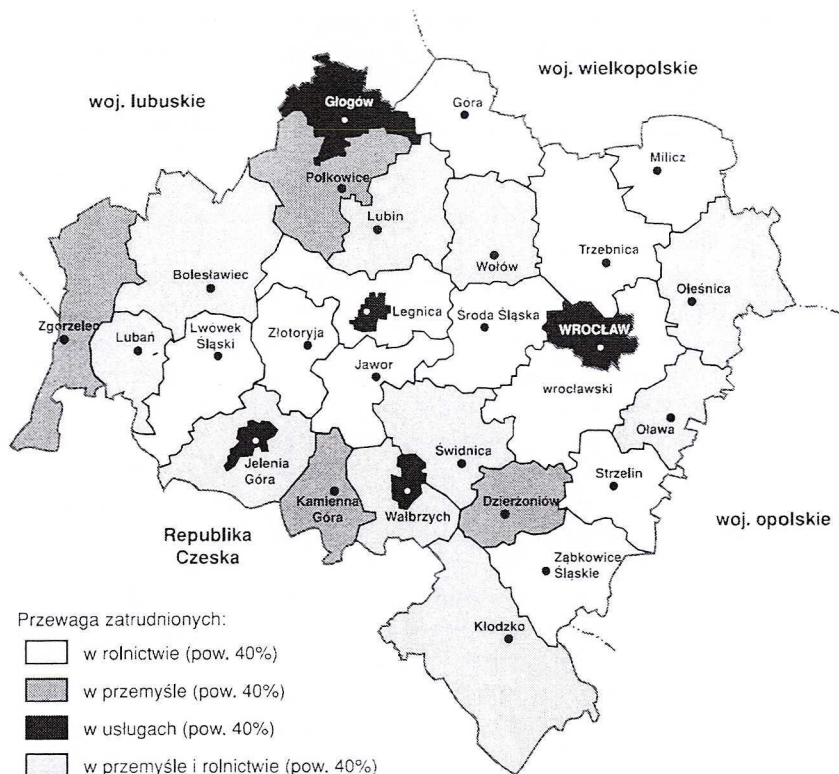 woj. wielkopolskie
woj. lubuskie
Głogów
Góra
Milicz
Polkowice
Lubin
Wołów
Trzebnica
Bolesławiec
Oleśnica
Legnica
Środa Śląska
WROCŁAW
Zgorzelec
Lubań
Lwówek
Śląski
Złotoryja
Jawor
wrocławski
Oława
Świdnica
Jelenia
Góra
Strzelin
Kamienna
Góra
Wałbrzych
Dzierżoniów
woj. opolskie
Republika
Czeska
Ząbkowice
Śląskie
Kłodzko
Przewaga zatrudnionych:
w rolnictwie (pow. 40%)
w przemyśle (pow. 40%)
w usługach (pow. 40%)
w przemyśle i rolnictwie (pow. 40%)